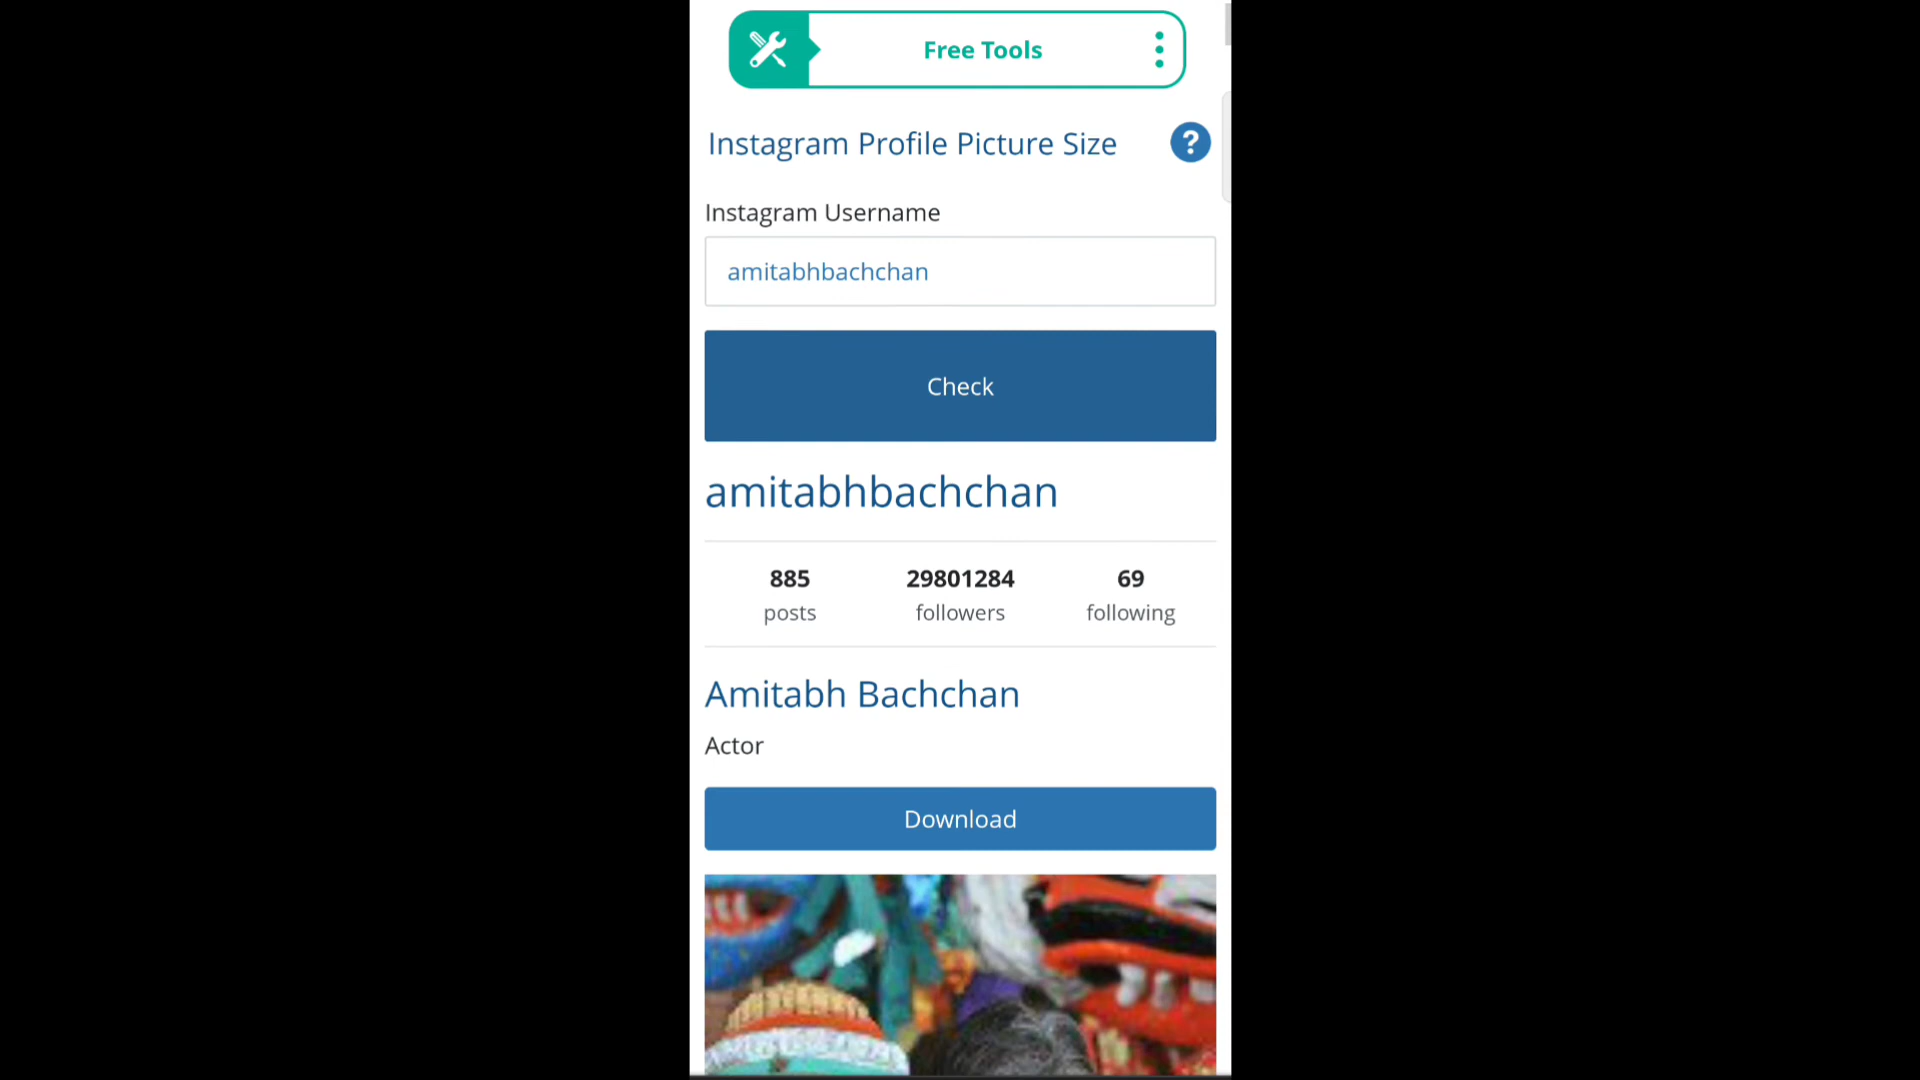 Free Tools
Instagram Profile Picture Size
?
Instagram Username
amitabhbachchan
Check
amitabhbachchan
885 29801284 69
posts followers following
Amitabh Bachchan
Actor
Download